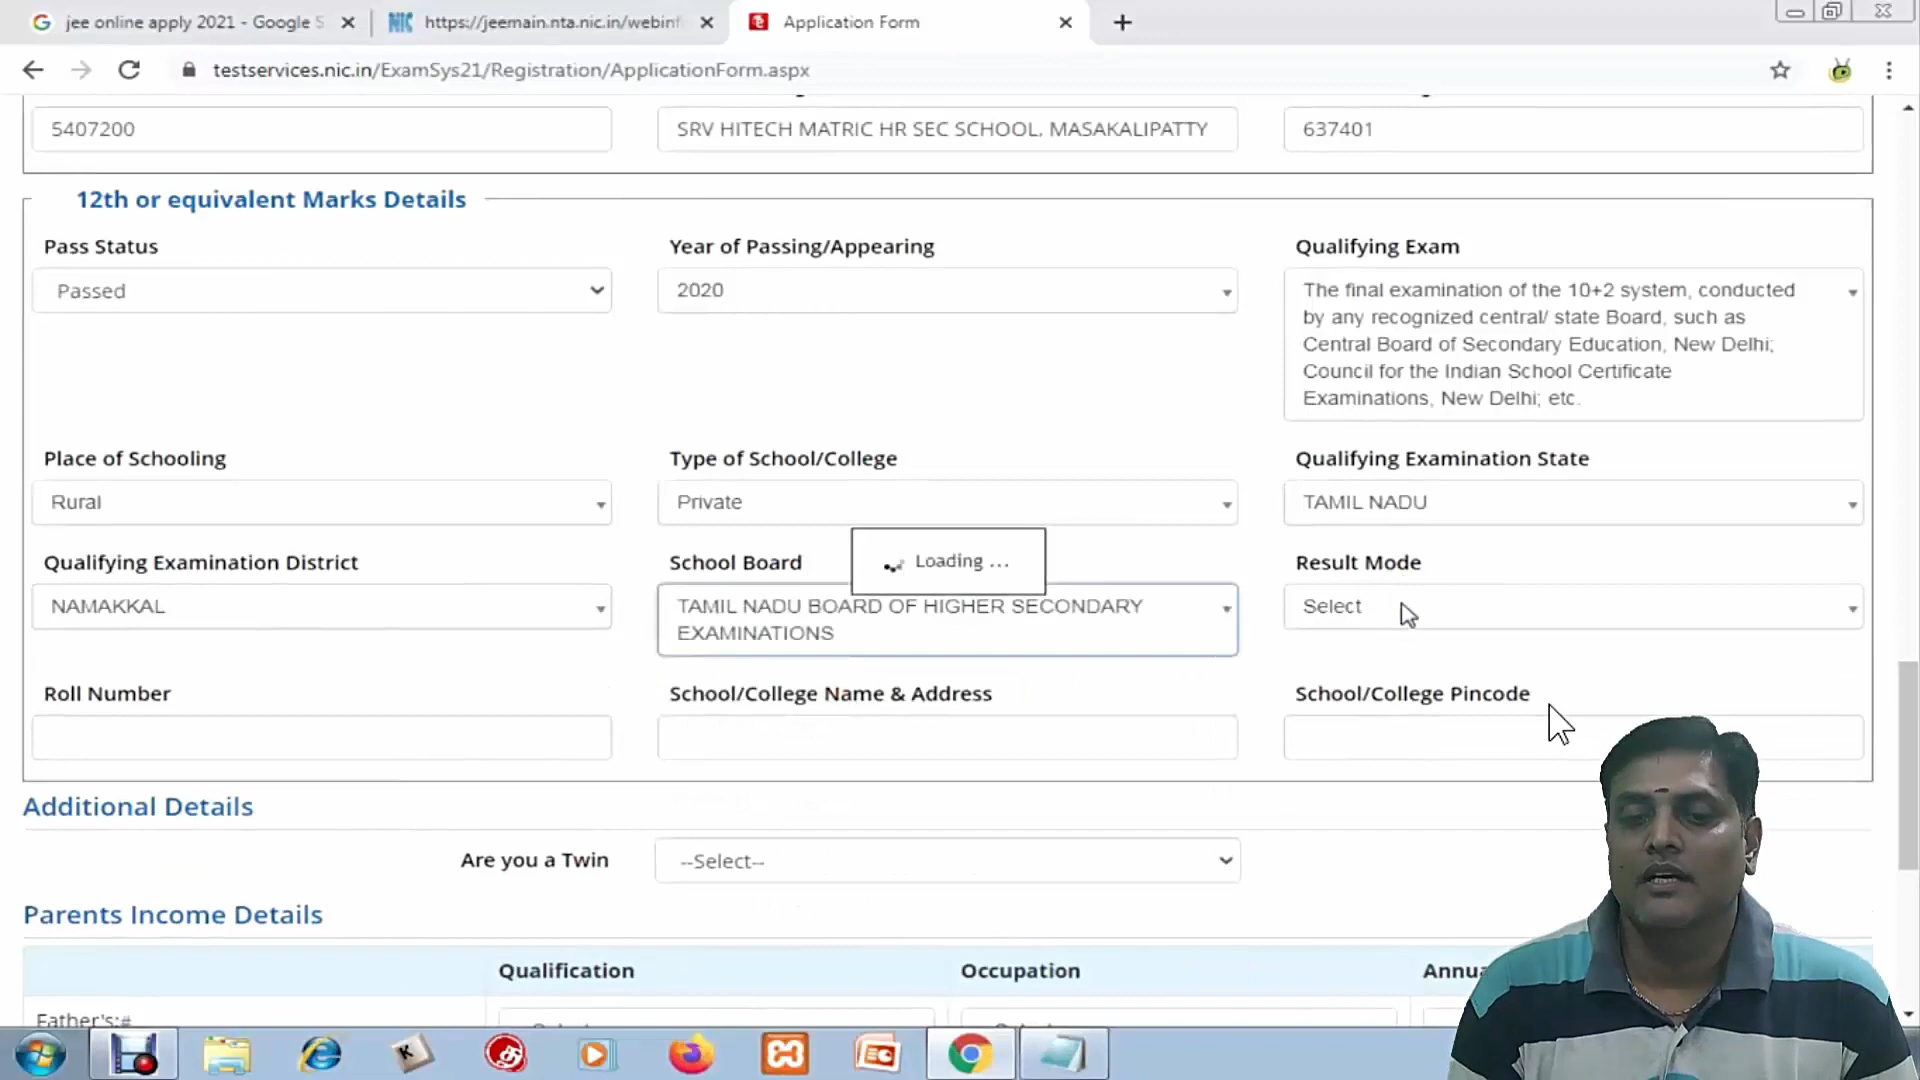 jee online apply 2021 - Google S
https://jeemain.nta.nic.in/webinf
Application Form
testservices.nic.in/ExamSys21/Registration/ApplicationForm.aspx
5407200
SRV HITECH MATRIC HR SEC SCHOOL, MASAKALIPATTY
637401
12th or equivalent Marks Details
Pass Status
Year of Passing/Appearing
Qualifying Exam
Passed
2020
The final examination of the 10+2 system, conducted
by any recognized central/ state Board, such as
Central Board of Secondary Education, New Delhi;
Council for the Indian School Certificate
Examinations, New Delhi; etc.
Place of Schooling
Type of School/College
Qualifying Examination State
Rural
Private
TAMIL NADU
Qualifying Examination District
School Board
Loading ...
Result Mode
NAMAKKAL
TAMIL NADU BOARD OF HIGHER SECONDARY
EXAMINATIONS
Select
Roll Number
School/College Name & Address
School/College Pincode
Additional Details
Are you a Twin
--Select--
Parents Income Details
Qualification
Occupation
Father's:#